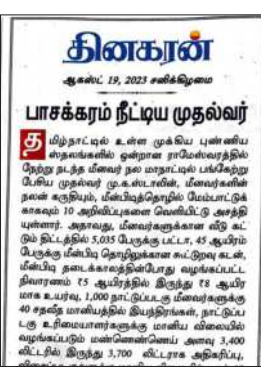 தினகரன்
ஆகஸ்ட் 19, 2023 சனிக்கிழமை
பாசக்கரம் நீட்டிய முதல்வர்
தமிழ்நாட்டில் உள்ள முக்கிய புண்ணிய
ஸ்தலங்களில் ஒன்றான ராமேஸ்வரத்தில்
நேற்று நடந்த மீனவர் நல மாநாட்டில் பங்கேற்று
பேசிய முதல்வர் மு.க.ஸ்டாலின், மீனவர்களின்
நலன் கருதியும், மீன்பிடித்தொழில் மேம்பாட்டுக்
காகவும் 10 அறிவிப்புகளை வெளியிட்டு அசத்தி
யுள்ளார். அதாவது, மீனவர்களுக்கான வீடு கட்
டும் திட்டத்தில் 5,035 பேருக்கு பட்டா, 45 ஆயிரம்
பேருக்கு மீன்பிடி தொழிலுக்கான கூட்டுறவு கடன்,
மீன்பிடி தடைக்காலத்தின்போது வழங்கப்பட்ட
நிவாரணம் ₹5 ஆயிரத்தில் இருந்து ₹8 ஆயிர
மாக உயர்வு, 1,000 நாட்டுப்படகு மீனவர்களுக்கு
40 சதவீத மானியத்தில் இயந்திரங்கள், நாட்டுப்ப
டகு உரிமையாளர்களுக்கு மானிய விலையில்
வழங்கப்படும் மண்ணெண்ணெய் அளவு 3,400
லிட்டரில் இருந்து 3,700 லிட்டராக அதிகரிப்பு,